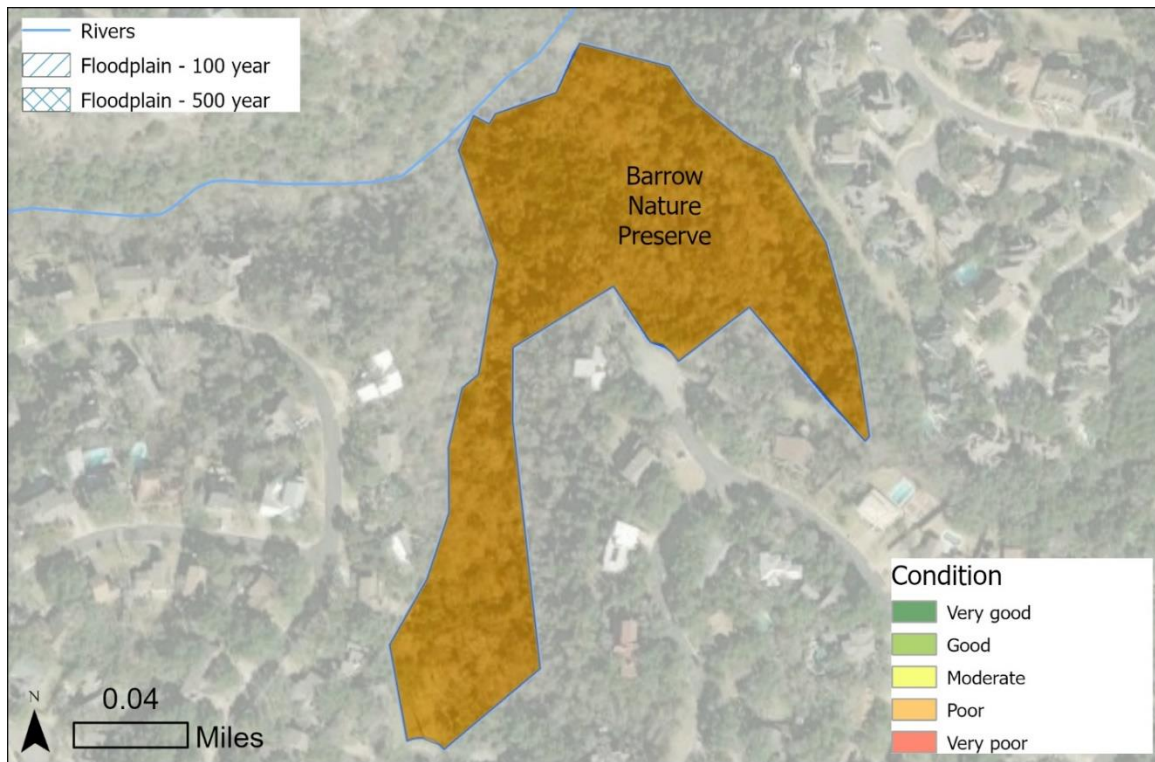 Rivers
Floodplain - 100 year
Floodplain - 500 year
Barrow
Nature
Preserve
Condition
Very good
Good
Moderate
Poor
Very poor
N
0.04
Miles